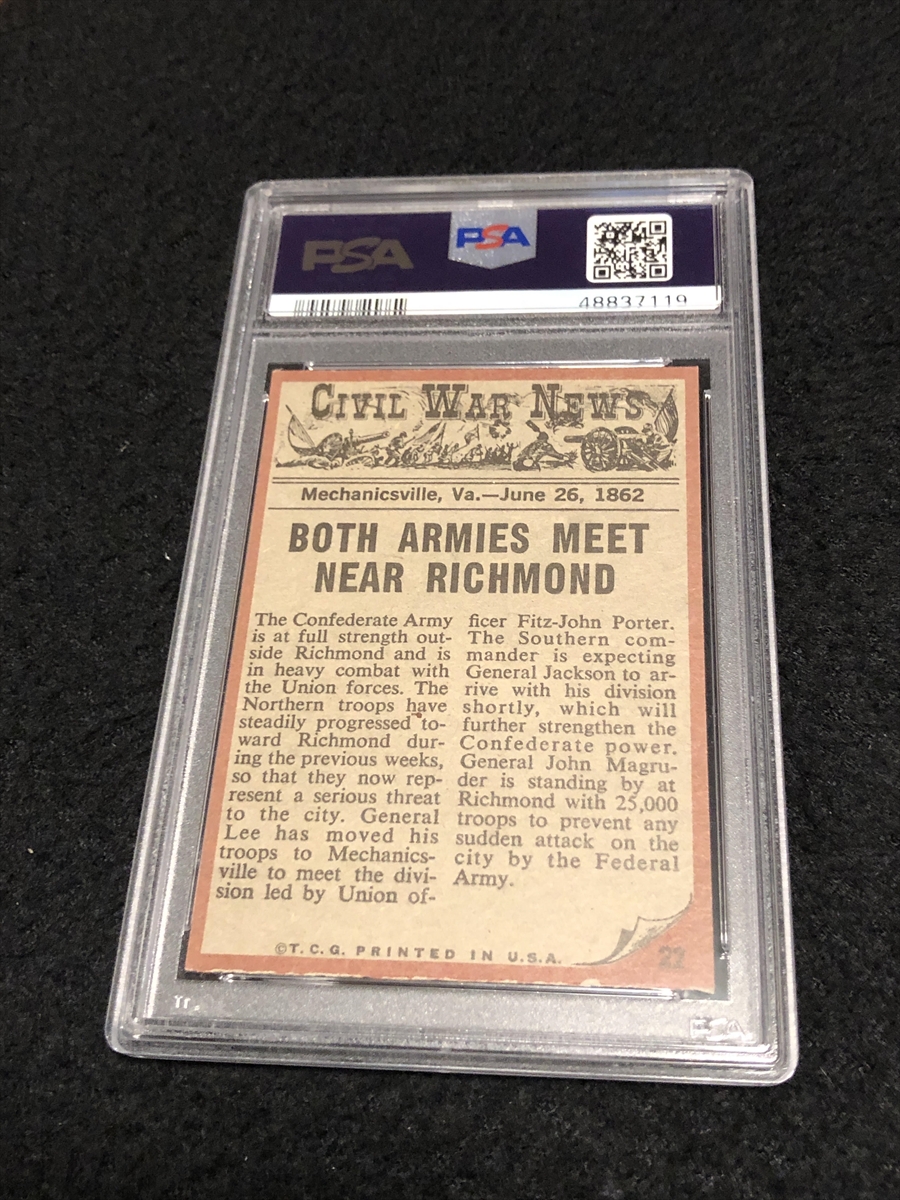 PSA
PSA
48837119
CIVIL WAR NEWS
Mechanicsville, Va.—June 26, 1862
BOTH ARMIES MEET
NEAR RICHMOND
The Confederate Army
is at full strength out-
side Richmond and is
in heavy combat with
the Union forces. The
Northern troops have
steadily progressed to-
ward Richmond dur-
ing the previous weeks,
so that they now rep-
resent a serious threat
to the city. General
Lee has moved his
troops to Mechanics-
ville to meet the divi-
sion led by Union of-
ficer Fitz-John Porter.
The Southern com-
mander is expecting
General Jackson to ar-
rive with his division
shortly, which will
further strengthen the
Confederate power.
General John Magru-
der is standing by at
Richmond with 25,000
troops to prevent any
sudden attack on the
city by the Federal
Army.
©T.C.G. PRINTED IN U.S.A.
22
PSA